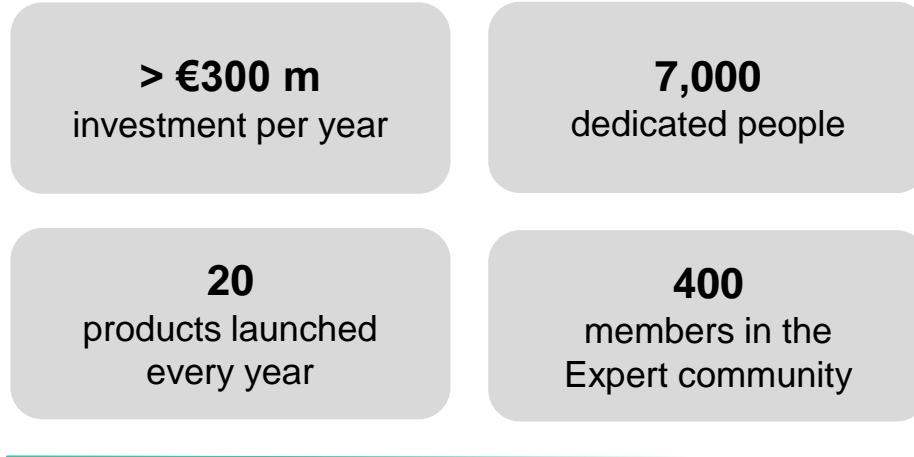 > €300 m
investment per year
7,000
dedicated people
20
products launched
every year
400
members in the
Expert community